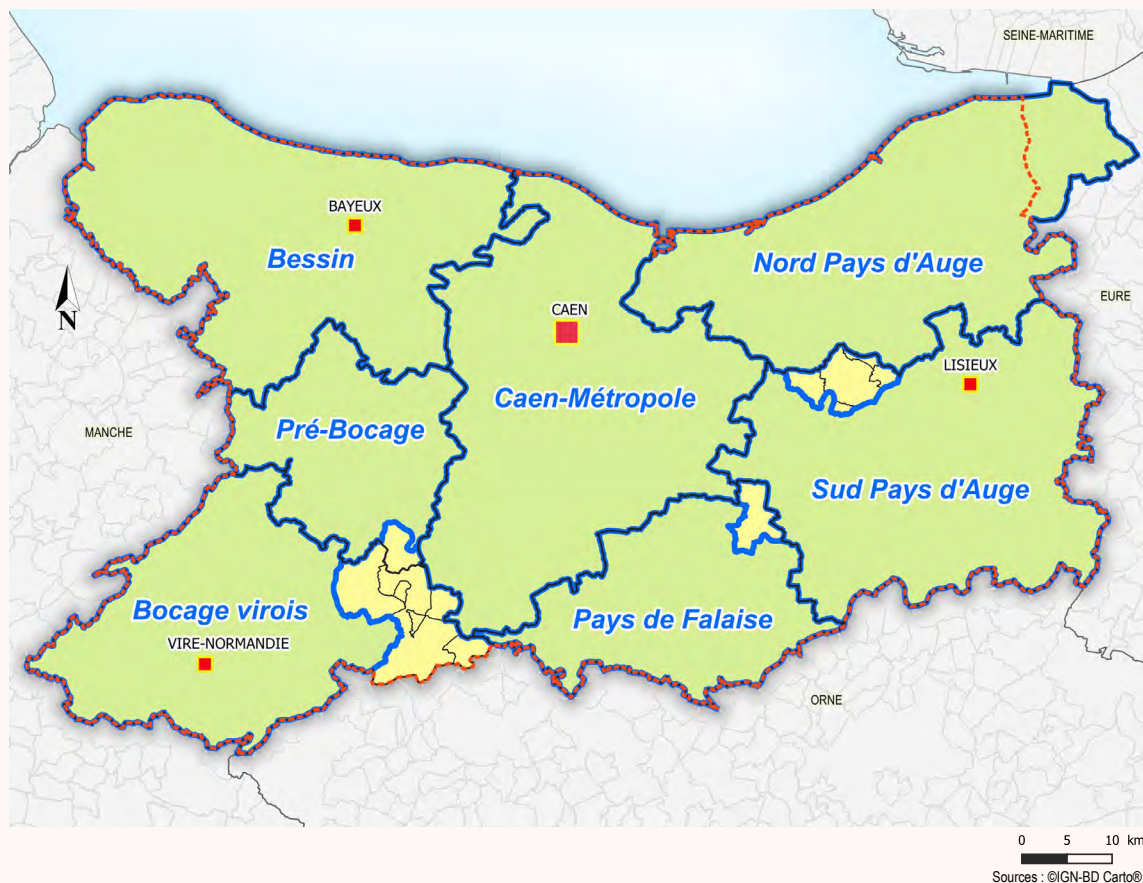 SEINE-MARITIME
BAYEUX
Bessin
Nord Pays d'Auge
EURE
N
CAEN
LISIEUX
Caen-Métropole
Pré-Bocage
MANCHE
Sud Pays d'Auge
Bocage virois
Pays de Falaise
VIRE-NORMANDIE
ORNE
0 5 10 km
Sources : ©IGN-BD Carto®